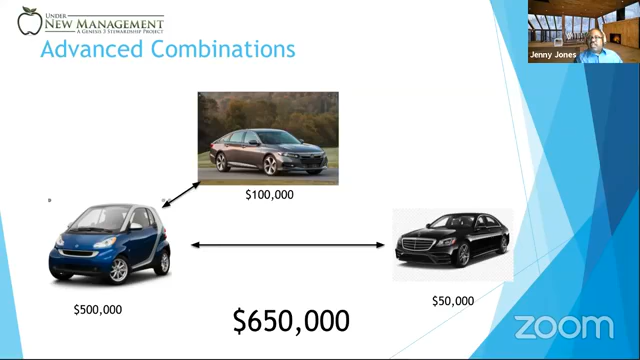 UNDER
NEW MANAGEMENT
A GENESIS 3 STEWARDSHIP PROJECT
Advanced Combinations
Jenny Jones
$100,000
$500,000
$50,000
$650,000
zoom